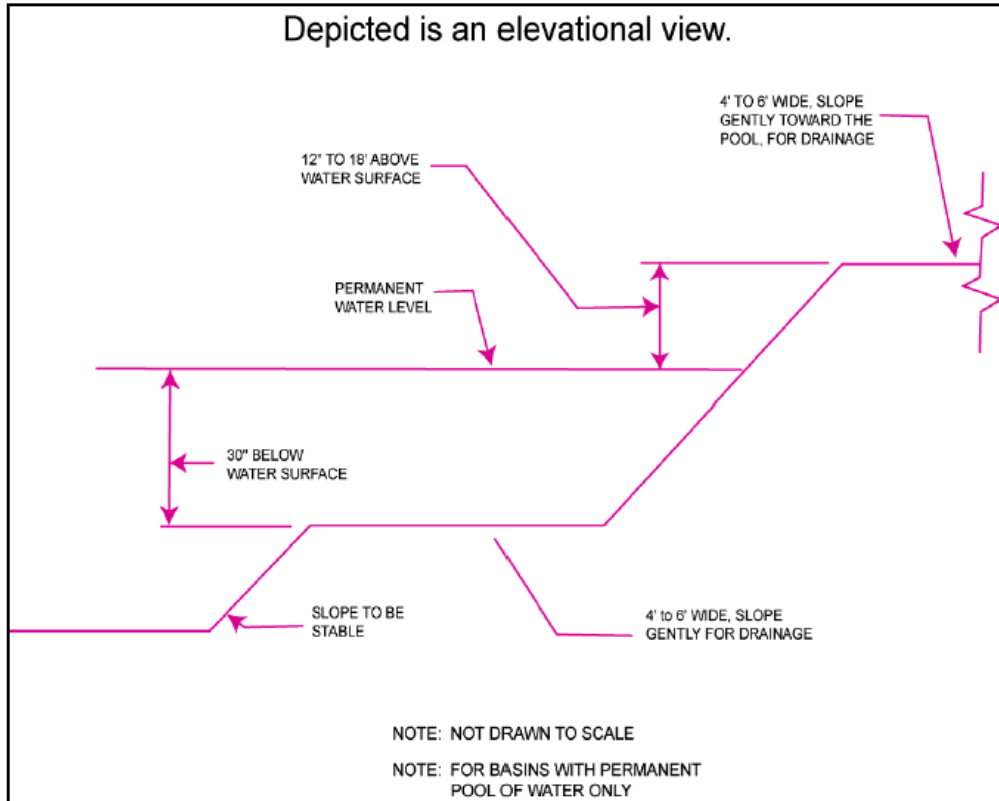 Depicted is an elevational view.
4' TO 6' WIDE, SLOPE
GENTLY TOWARD THE
POOL, FOR DRAINAGE
12" TO 18' ABOVE
WATER SURFACE
PERMANENT
WATER LEVEL
30" BELOW
WATER SURFACE
SLOPE TO BE
STABLE
4' to 6' WIDE, SLOPE
GENTLY FOR DRAINAGE
NOTE: NOT DRAWN TO SCALE
NOTE: FOR BASINS WITH PERMANENT
POOL OF WATER ONLY